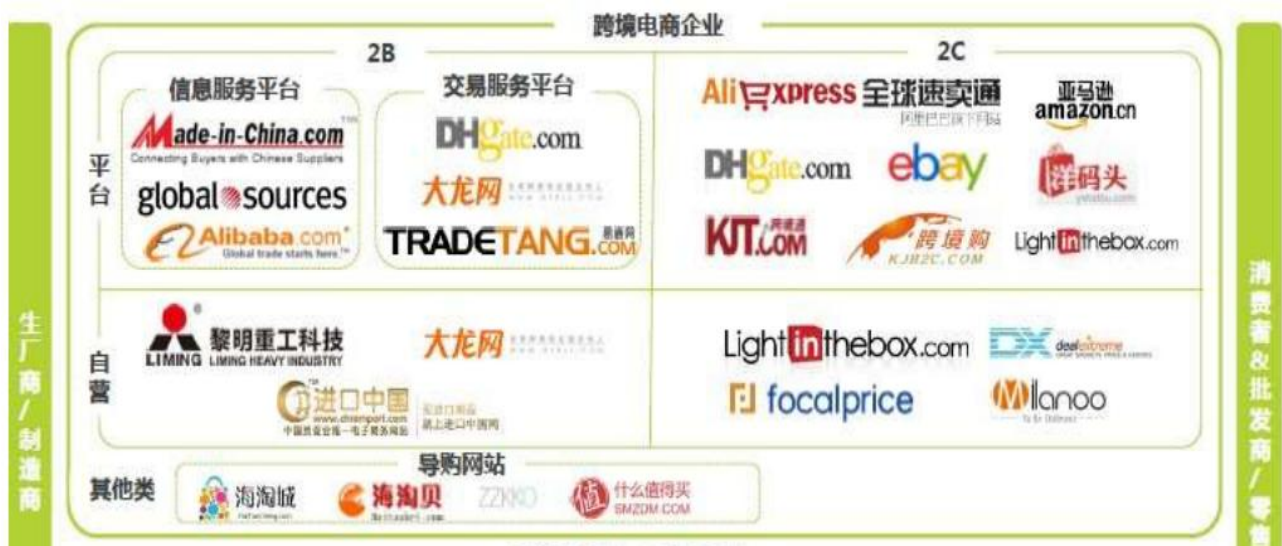 跨境电商企业
2B
2C
信息服务平台
交易服务平台
Made-in-China.com
Connecting Buyers with Chinese Suppliers
global sources
Alibaba.com
Global trade starts here.™
DHgate.com
大龙网
TRADETANG.COM
AliExpress 全球速卖通
阿里巴巴旗下网站
亚马逊
amazon.cn
DHgate.com
ebay
洋码头
KJT.COM
跨境通
跨境购
KJB2C.COM
Lightinthebox.com
平台
自营
黎明重工科技
LIMING
LIMING HEAVY INDUSTRY
大龙网
进口中国
Lightinthebox.com
DX
dealextreme
focalprice
Milanoo
其他类
导购网站
海淘城
海淘贝
ZZKKO
值
什么值得买
SMZDM.COM
生厂商/制造商
消费者&批发商/零售